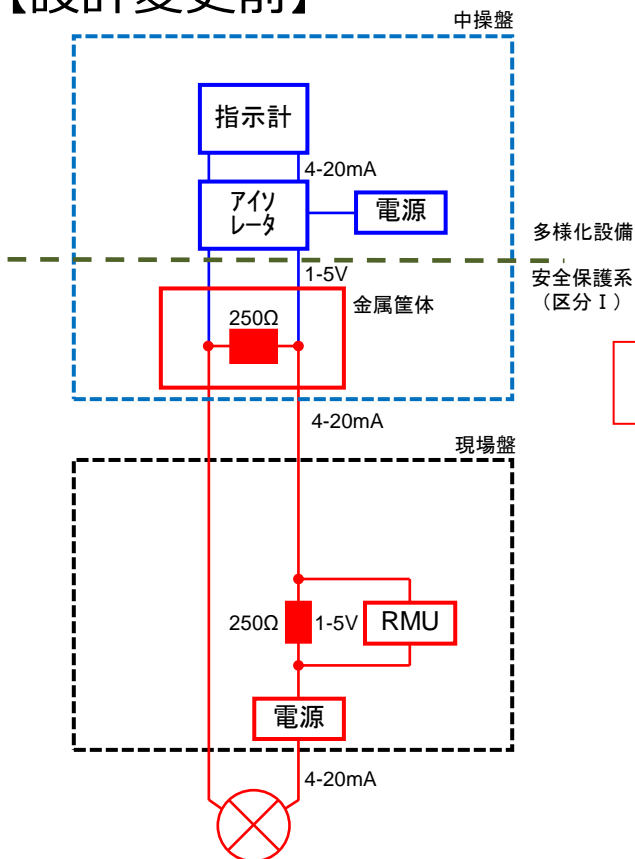 【設計変更前】
中操盤
指示計
4-20mA
アイソ
レータ
電源
多様化設備
1-5V
安全保護系
（区分Ⅰ）
金属筐体
250Ω
4-20mA
現場盤
250Ω
1-5V
RMU
電源
4-20mA